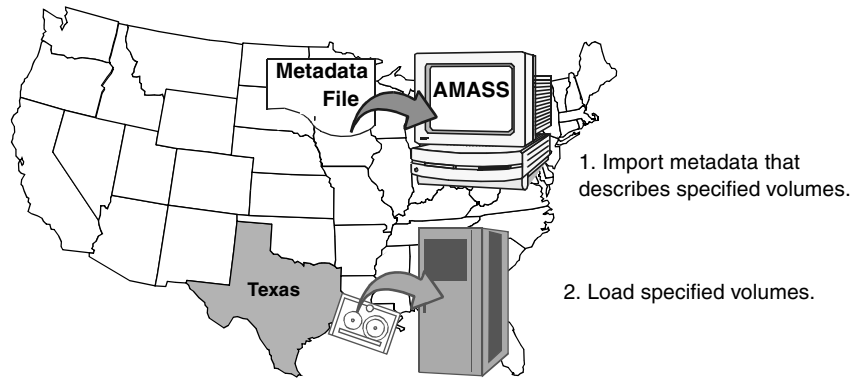 Metadata
File
AMASS
1. Import metadata that
describes specified volumes.
Texas
2. Load specified volumes.